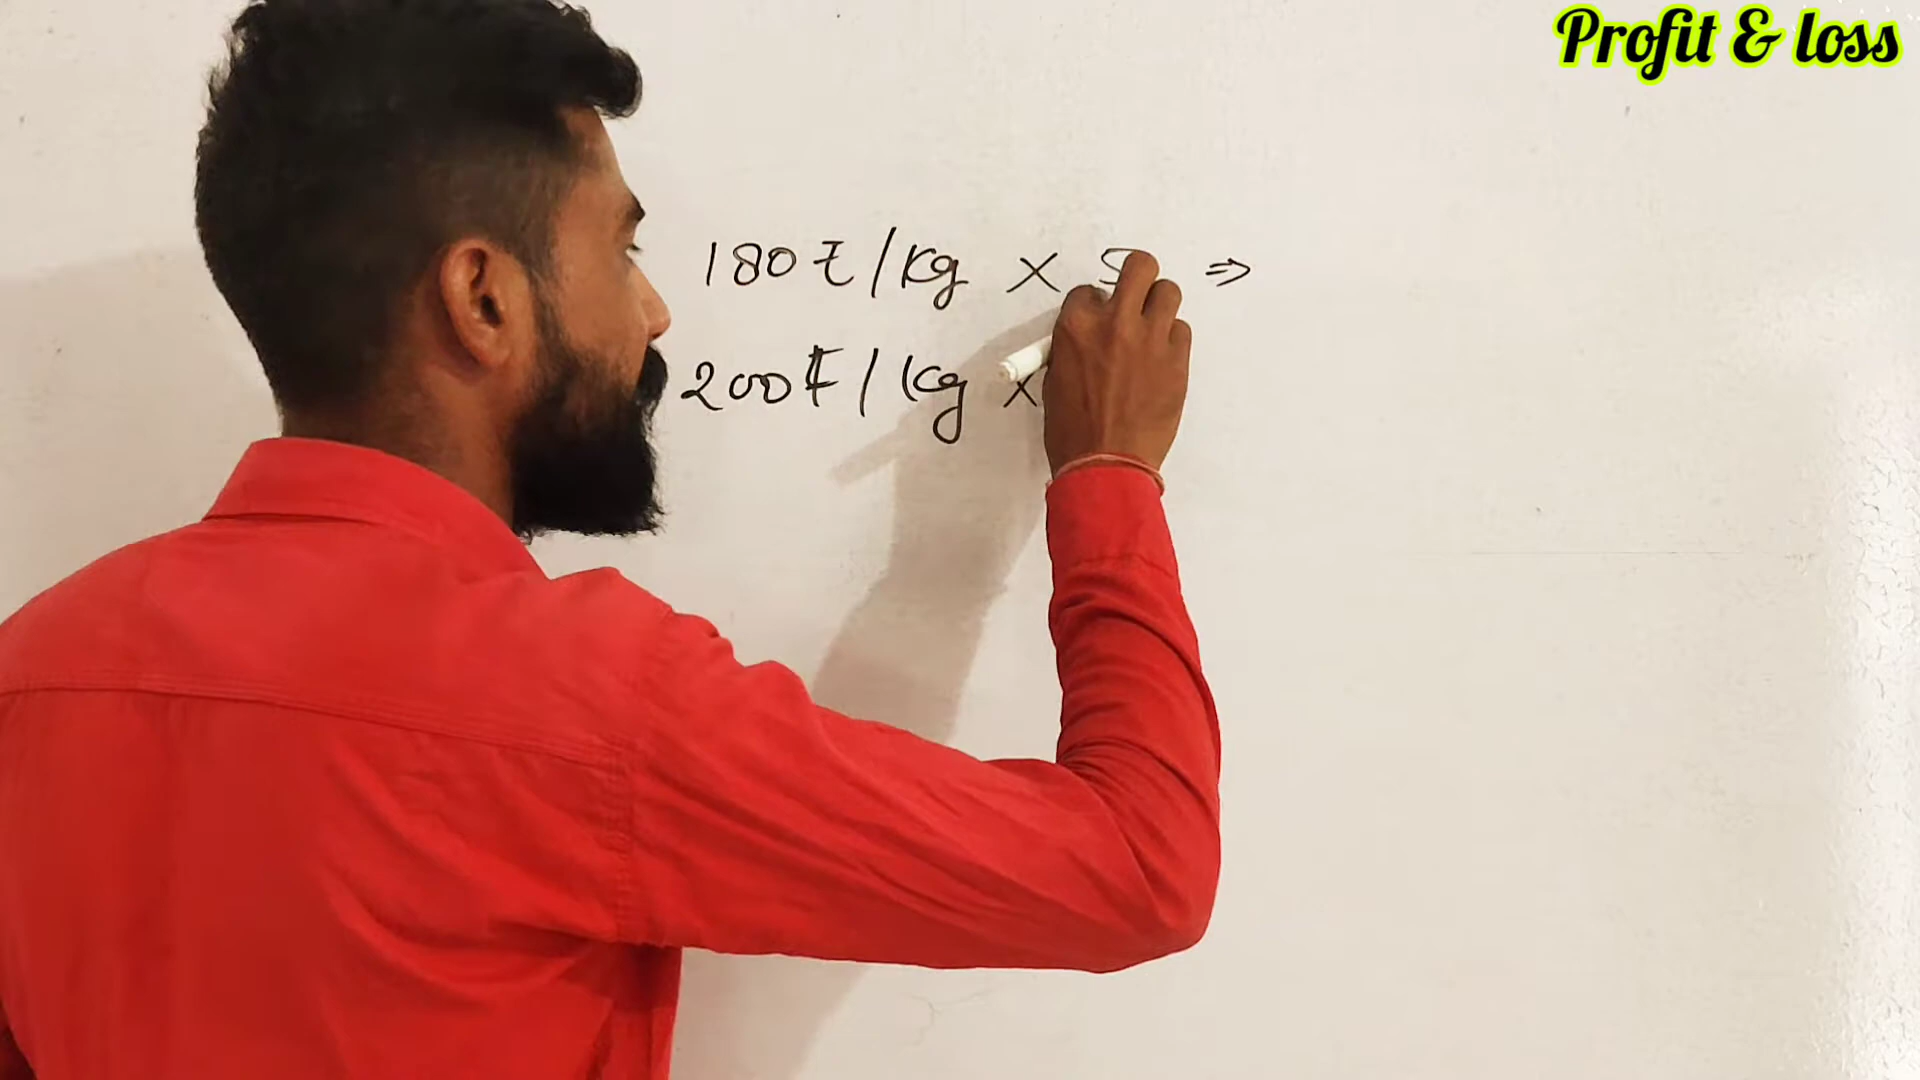 Profit & loss
180 ₹ / Kg × 5 ⇒
200 ₹ / Kg ×